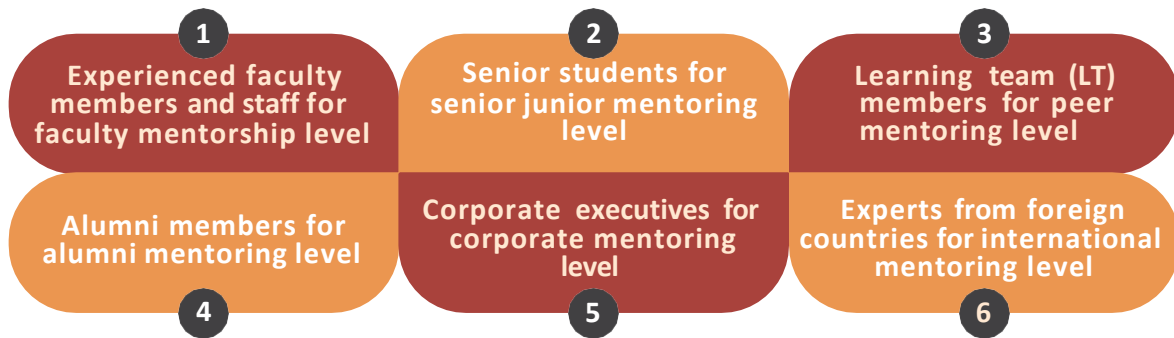 1
Experienced faculty
members and staff for
faculty mentorship level
2
Senior students for
senior junior mentoring
level
3
Learning team (LT)
members for peer
mentoring level
Alumni members for
alumni mentoring level
4
Corporate executives for
corporate mentoring
level
5
Experts from foreign
countries for international
mentoring level
6